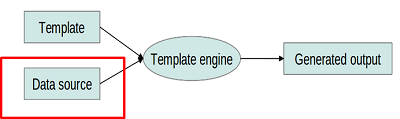 Template
Template engine
Generated output
Data source